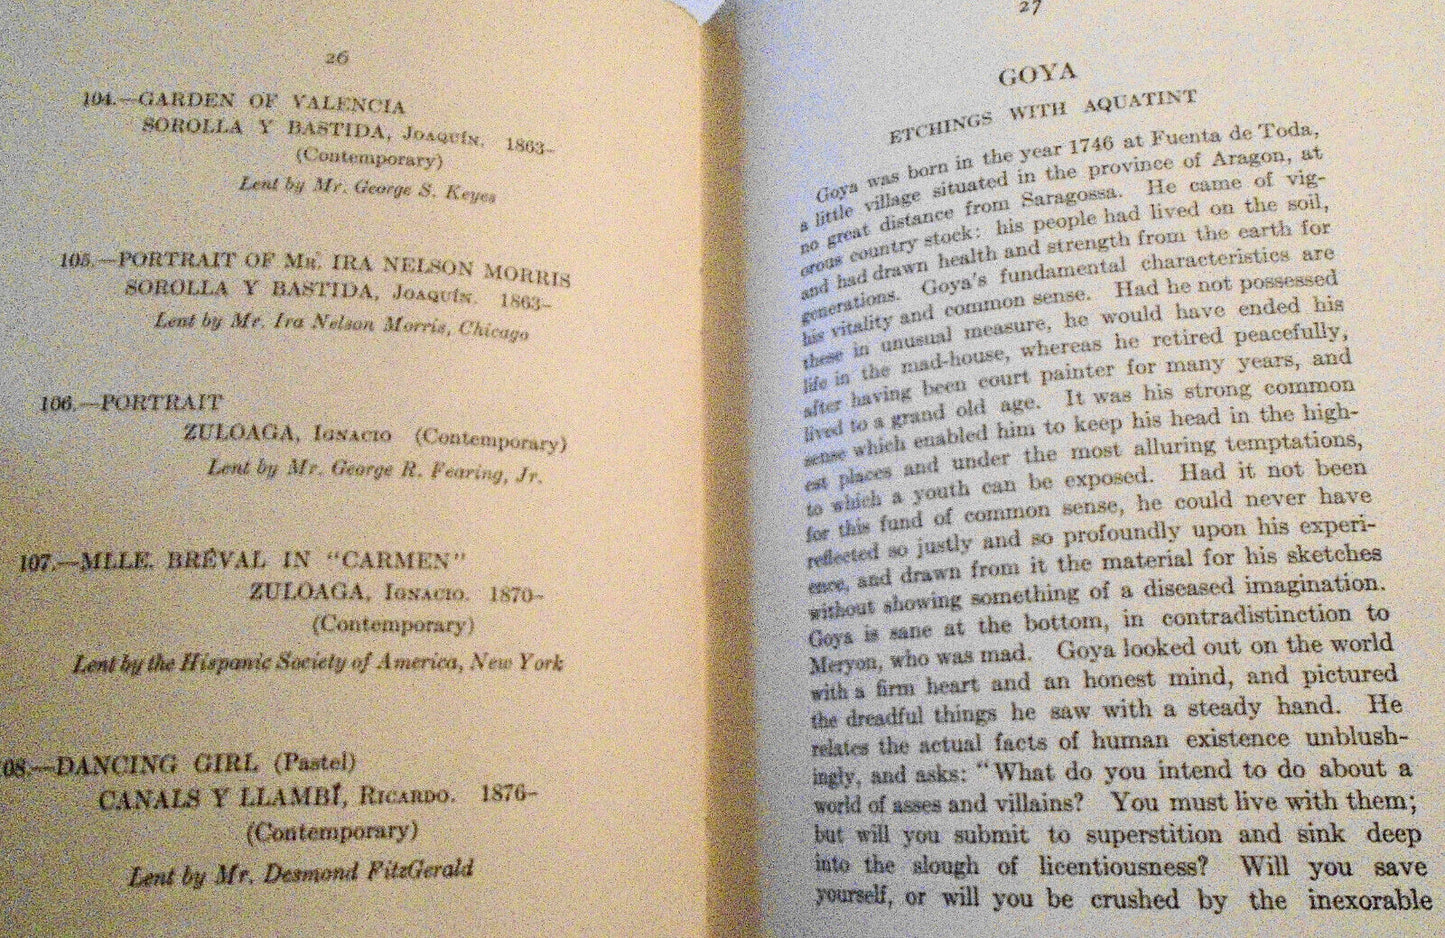 26
104.—GARDEN OF VALENCIA
SOROLLA Y BASTIDA, Joaquín. 1863–
(Contemporary)
Lent by Mr. George S. Keyes
105.—PORTRAIT OF Mr. IRA NELSON MORRIS
SOROLLA Y BASTIDA, Joaquín. 1863–
Lent by Mr. Ira Nelson Morris, Chicago
106.—PORTRAIT
ZULOAGA, Ignacio (Contemporary)
Lent by Mr. George R. Fearing, Jr.
107.—MLLE. BRÉVAL IN "CARMEN"
ZULOAGA, Ignacio. 1870–
(Contemporary)
Lent by the Hispanic Society of America, New York
08.—DANCING GIRL (Pastel)
CANALS Y LLAMBÍ, Ricardo. 1876–
(Contemporary)
Lent by Mr. Desmond FitzGerald
27
GOYA
ETCHINGS WITH AQUATINT
Goya was born in the year 1746 at Fuenta de Toda,
a little village situated in the province of Aragon, at
no great distance from Saragossa. He came of vig-
orous country stock: his people had lived on the soil,
and had drawn health and strength from the earth for
generations. Goya's fundamental characteristics are
his vitality and common sense. Had he not possessed
these in unusual measure, he would have ended his
life in the mad-house, whereas he retired peacefully,
after having been court painter for many years, and
lived to a grand old age. It was his strong common
sense which enabled him to keep his head in the high-
est places and under the most alluring temptations,
to which a youth can be exposed. Had it not been
for this fund of common sense, he could never have
reflected so justly and so profoundly upon his experi-
ence, and drawn from it the material for his sketches
without showing something of a diseased imagination.
Goya is sane at the bottom, in contradistinction to
Meryon, who was mad. Goya looked out on the world
with a firm heart and an honest mind, and pictured
the dreadful things he saw with a steady hand. He
relates the actual facts of human existence unblush-
ingly, and asks: "What do you intend to do about a
world of asses and villains? You must live with them;
but will you submit to superstition and sink deep
into the slough of licentiousness? Will you save
yourself, or will you be crushed by the inexorable